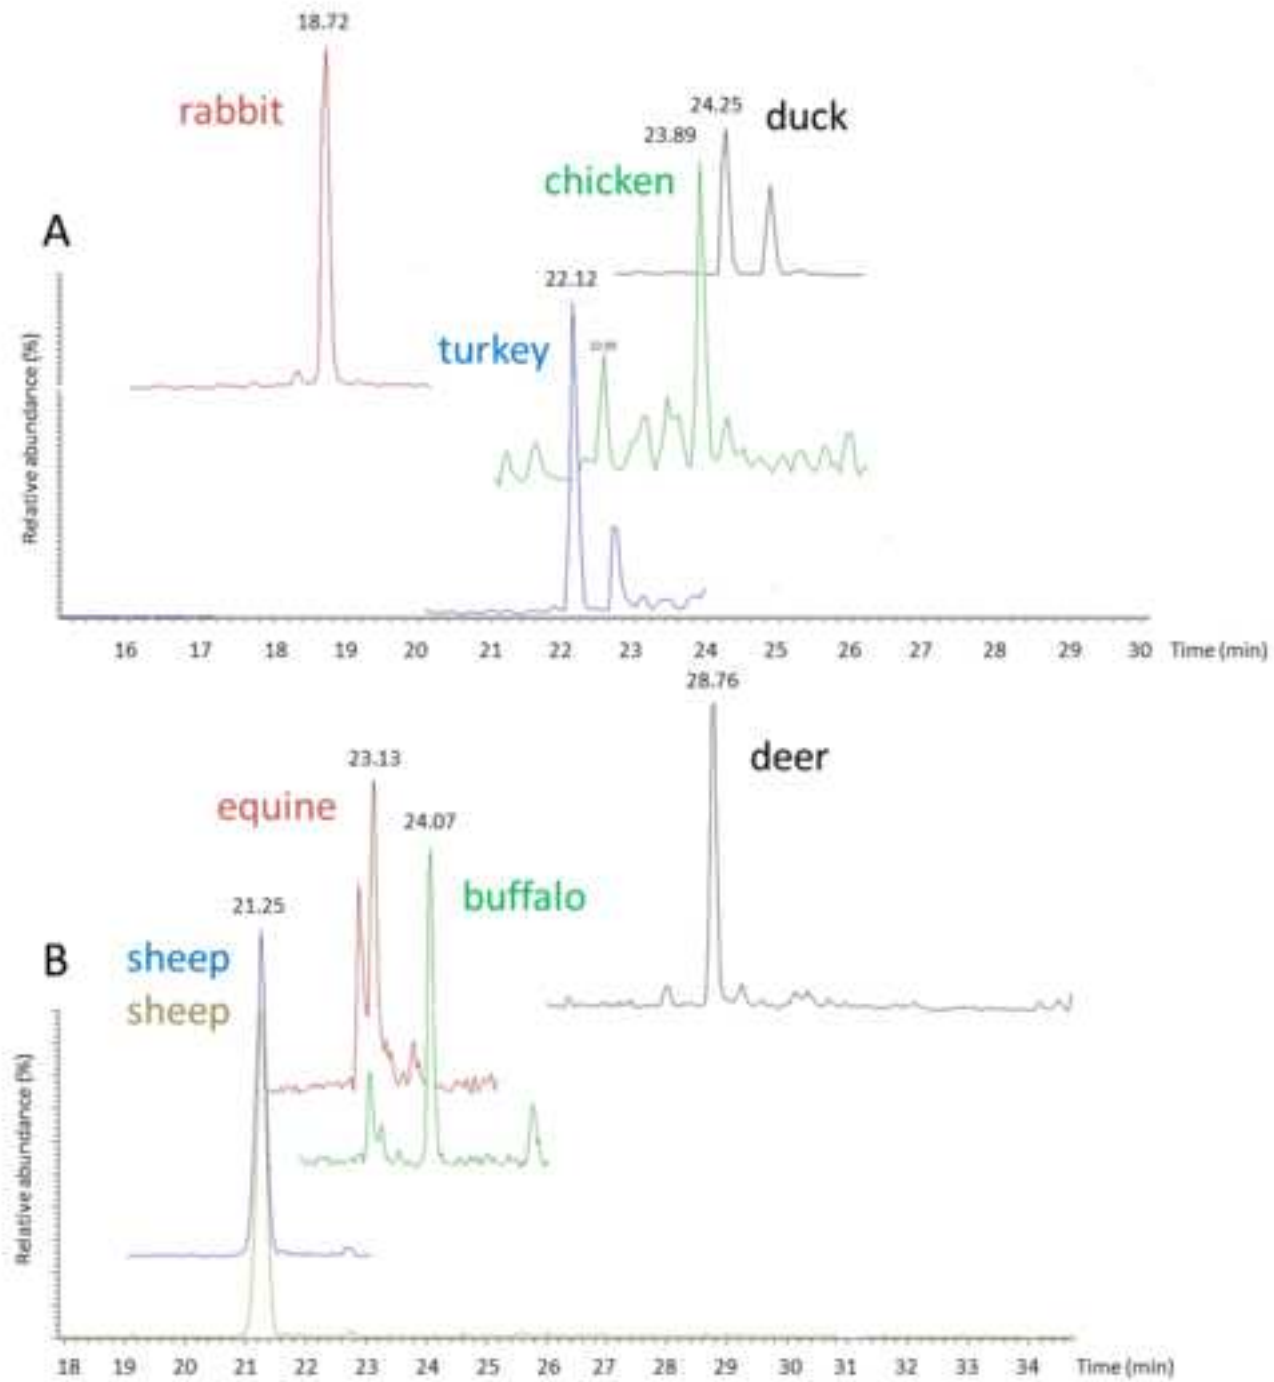 18.72
rabbit
24.25
duck
23.89
chicken
A
22.12
turkey
Relative abundance (%)
16 17 18 19 20 21 22 23 24 25 26 27 28 29 30 Time (min)
28.76
deer
23.13
equine
24.07
buffalo
21.25
B
sheep
sheep
Relative abundance (%)
18 19 20 21 22 23 24 25 26 27 28 29 30 31 32 33 34 Time (min)